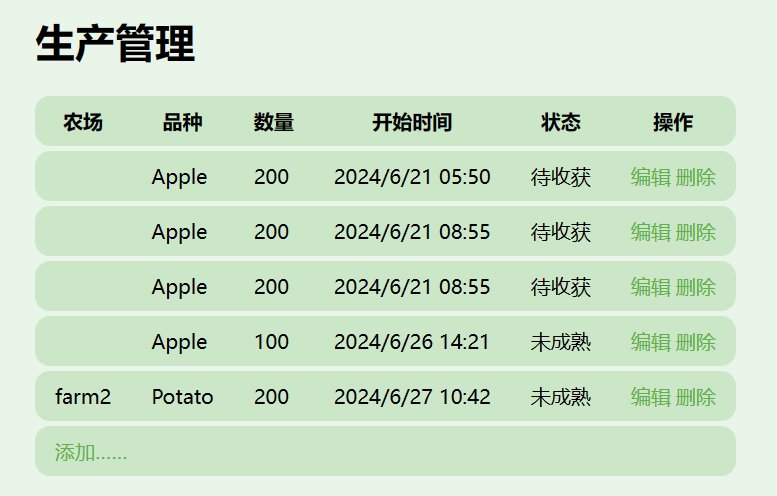 生产管理
农场 品种 数量 开始时间 状态 操作
Apple 200 2024/6/21 05:50 待收获 编辑 删除
Apple 200 2024/6/21 08:55 待收获 编辑 删除
Apple 200 2024/6/21 08:55 待收获 编辑 删除
Apple 100 2024/6/26 14:21 未成熟 编辑 删除
farm2 Potato 200 2024/6/27 10:42 未成熟 编辑 删除
添加......